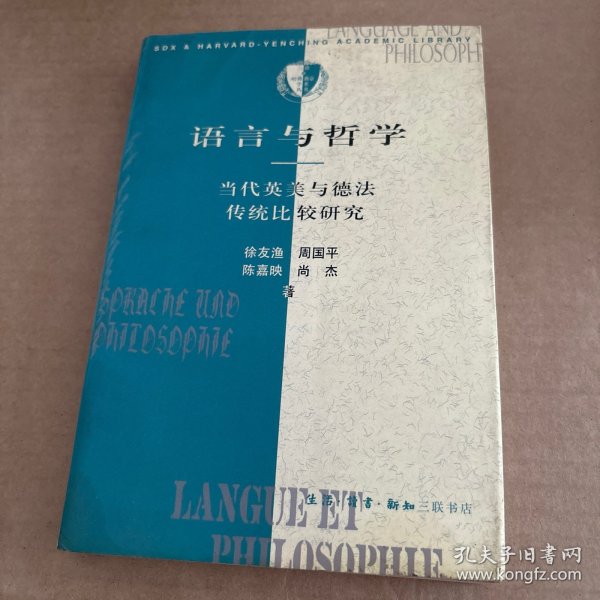 LANGUAGE AND
SDX & HARVARD-YENCHING ACADEMIC LIBRARY
PHILOSOPH
语言与哲学
当代英美与德法
传统比较研究
徐友渔 周国平
陈嘉映 尚 杰
著
SPRACHE UND
PHILOSOPHIE
LANGUE ET
生活·讀書·新知三联书店
PHILOSOPHIE
孔夫子旧书网
www.kongfz.com